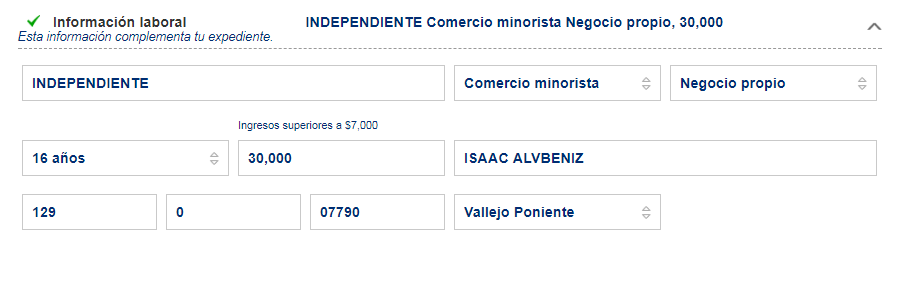 Información laboral INDEPENDIENTE Comercio minorista Negocio propio, 30,000
Esta información complementa tu expediente.
INDEPENDIENTE Comercio minorista Negocio propio
Ingresos superiores a $7,000
16 años 30,000 ISAAC ALVBENIZ
129 0 07790 Vallejo Poniente